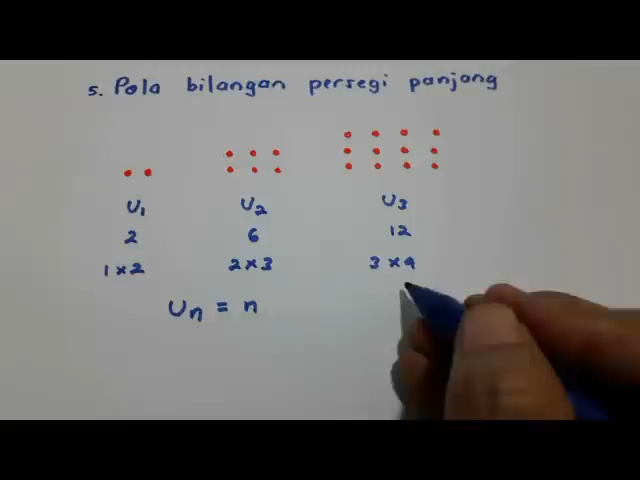 5. Pola bilangan persegi panjang
U1 U2 U3
2 6 12
1 x 2 2 x 3 3 x 4
Un = n